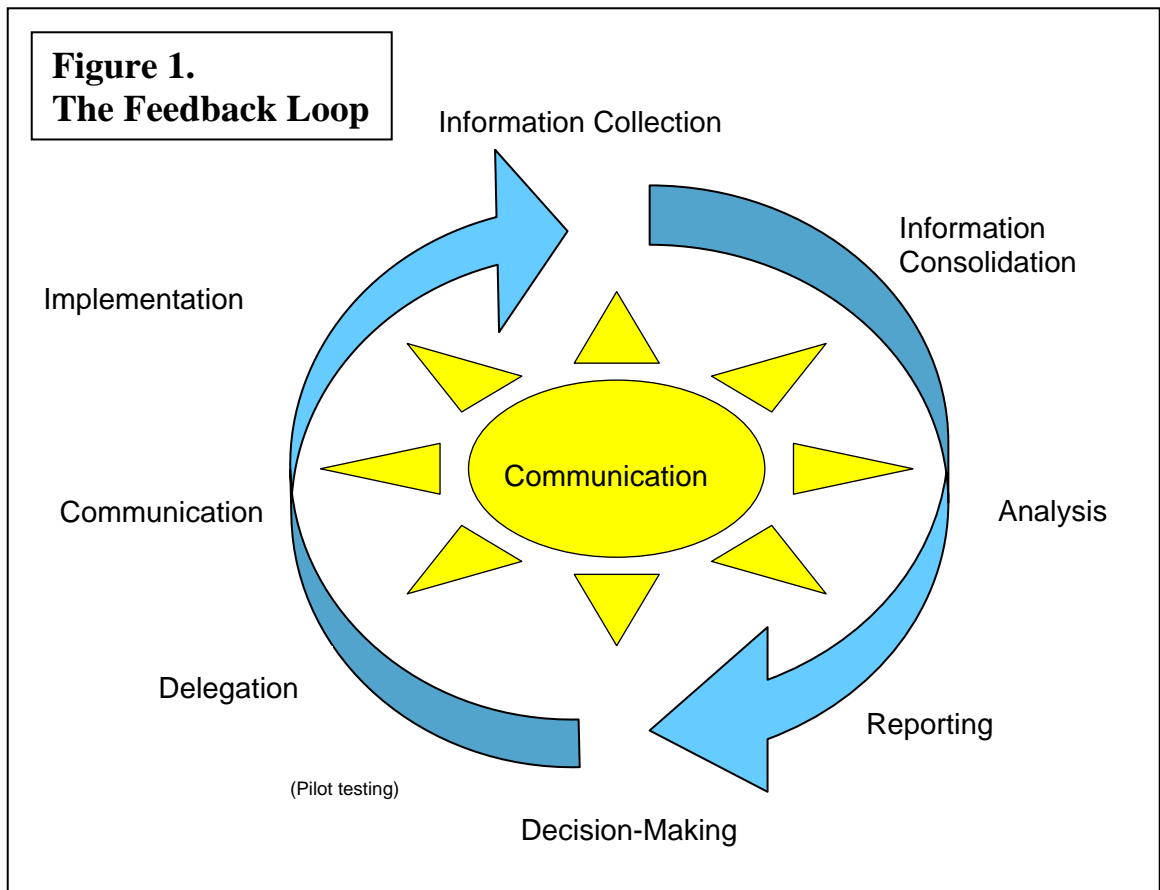 Figure 1.
The Feedback Loop
Information Collection
Information
Consolidation
Implementation
Communication
Communication
Analysis
Delegation
Reporting
(Pilot testing)
Decision-Making